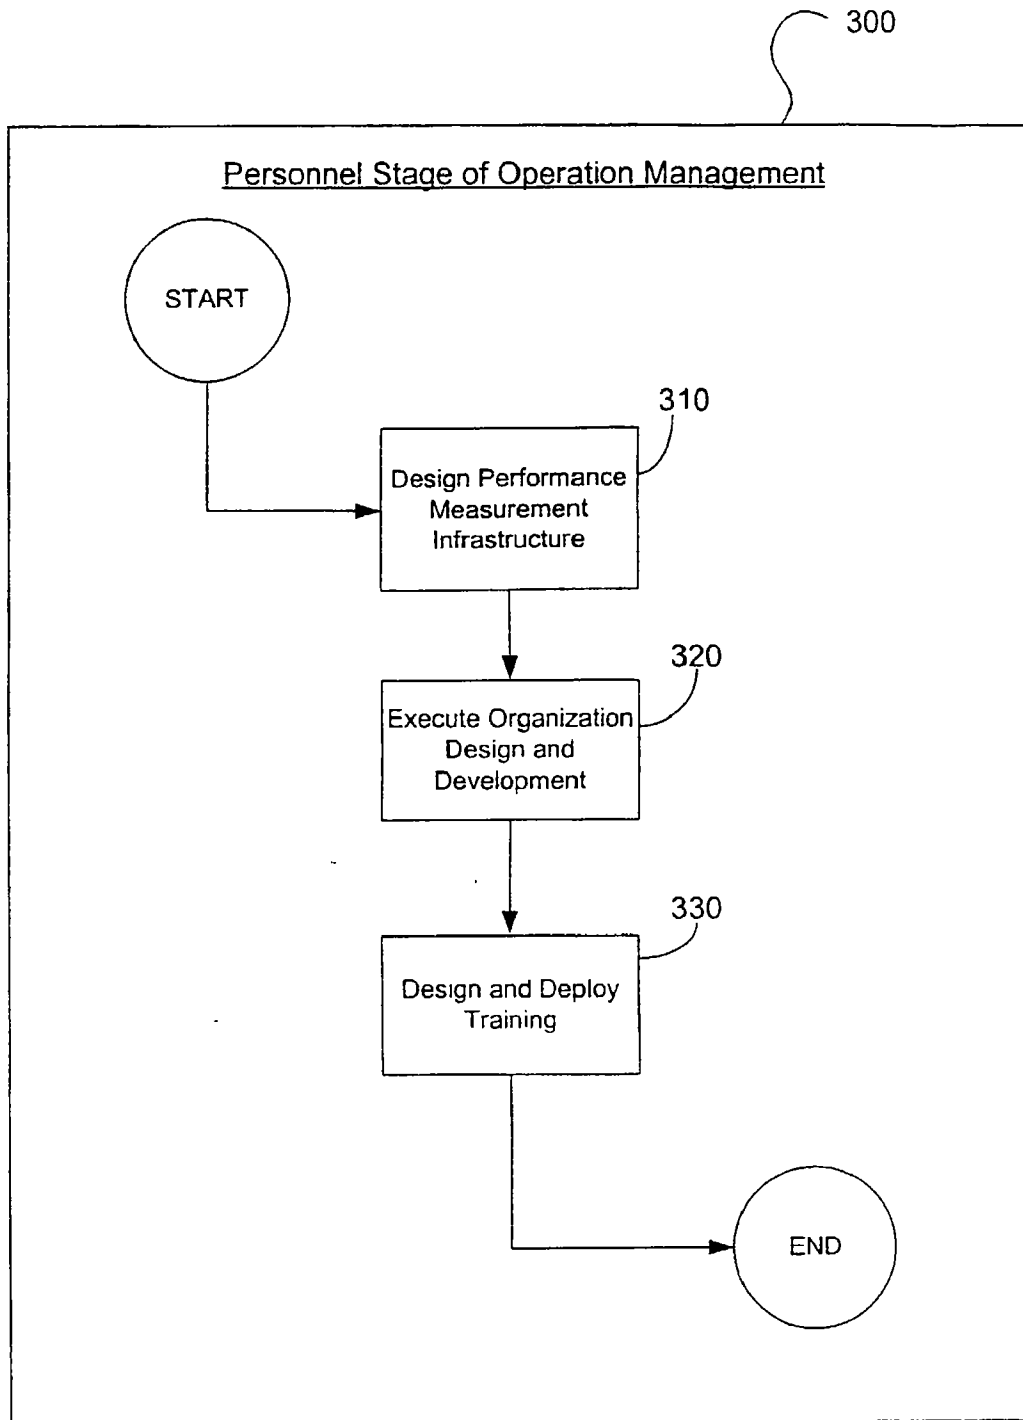 300
Personnel Stage of Operation Management
START
310
Design Performance
Measurement
Infrastructure
320
Execute Organization
Design and
Development
330
Design and Deploy
Training
END